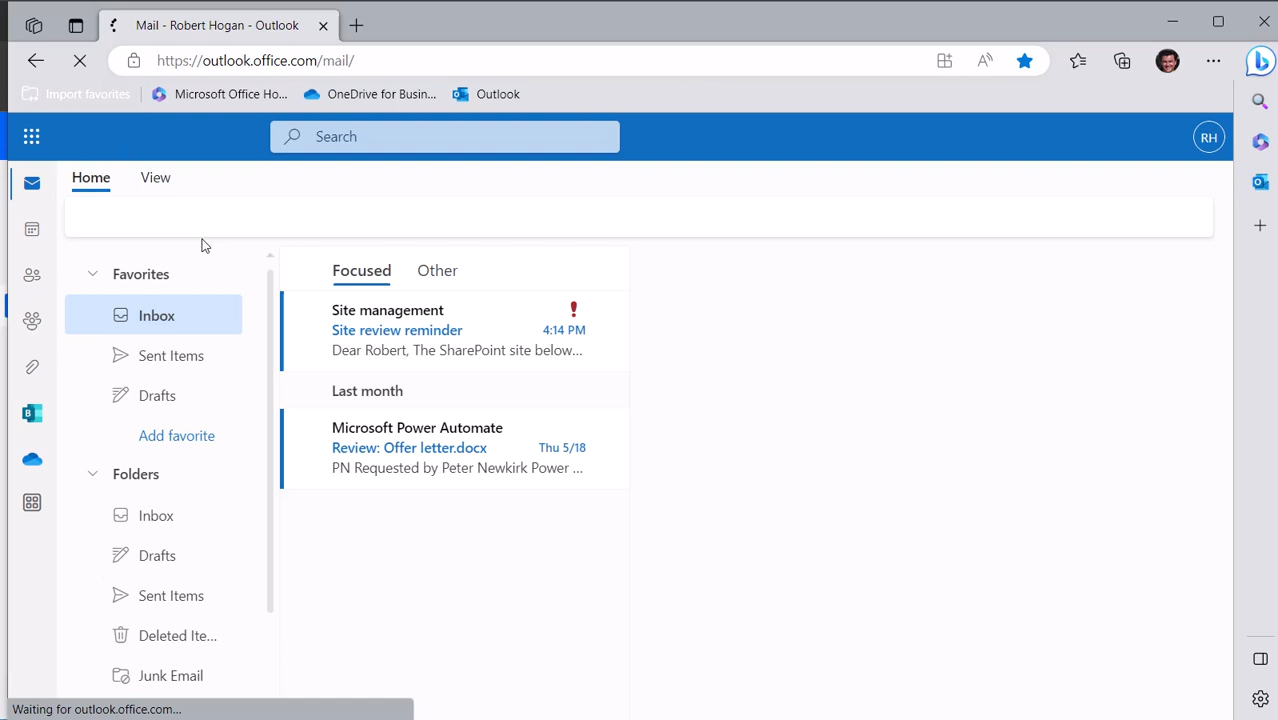 Mail - Robert Hogan - Outlook
https://outlook.office.com/mail/
Import favorites
Microsoft Office Ho...
OneDrive for Busin...
Outlook
Search
RH
Home
View
Favorites
Inbox
Sent Items
Drafts
Add favorite
Folders
Inbox
Drafts
Sent Items
Deleted Ite...
Junk Email
Focused
Other
Site management
Site review reminder
4:14 PM
Dear Robert, The SharePoint site below...
Last month
Microsoft Power Automate
Review: Offer letter.docx
Thu 5/18
PN Requested by Peter Newkirk Power ...
Waiting for outlook.office.com...